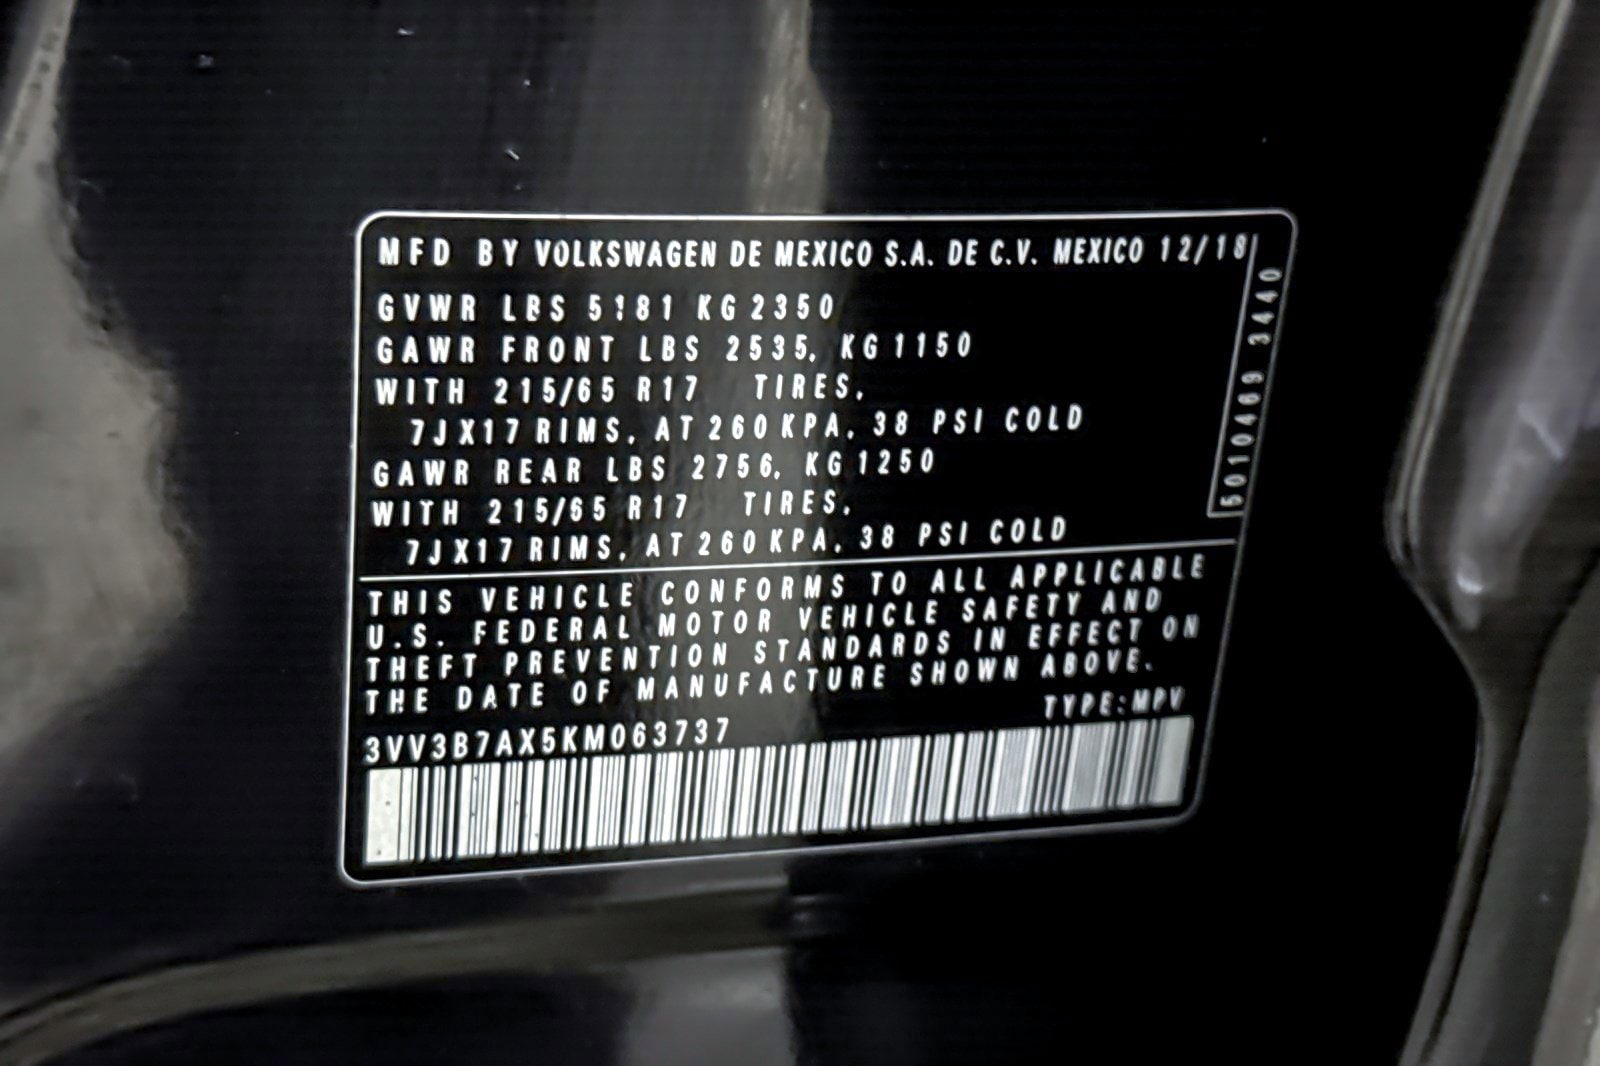 MFD BY VOLKSWAGEN DE MEXICO S.A. DE C.V. MEXICO 12/18
GVWR LBS 5181 KG 2350
GAWR FRONT LBS 2535, KG 1150
WITH 215/65 R17 TIRES,
7JX17 RIMS, AT 260 KPA, 38 PSI COLD
GAWR REAR LBS 2756, KG 1250
WITH 215/65 R17 TIRES,
7JX17 RIMS, AT 260 KPA, 38 PSI COLD
5010469 3440
THIS VEHICLE CONFORMS TO ALL APPLICABLE
U.S. FEDERAL MOTOR VEHICLE SAFETY AND
THEFT PREVENTION STANDARDS IN EFFECT ON
THE DATE OF MANUFACTURE SHOWN ABOVE.
TYPE:MPV
3VV3B7AX5KM063737